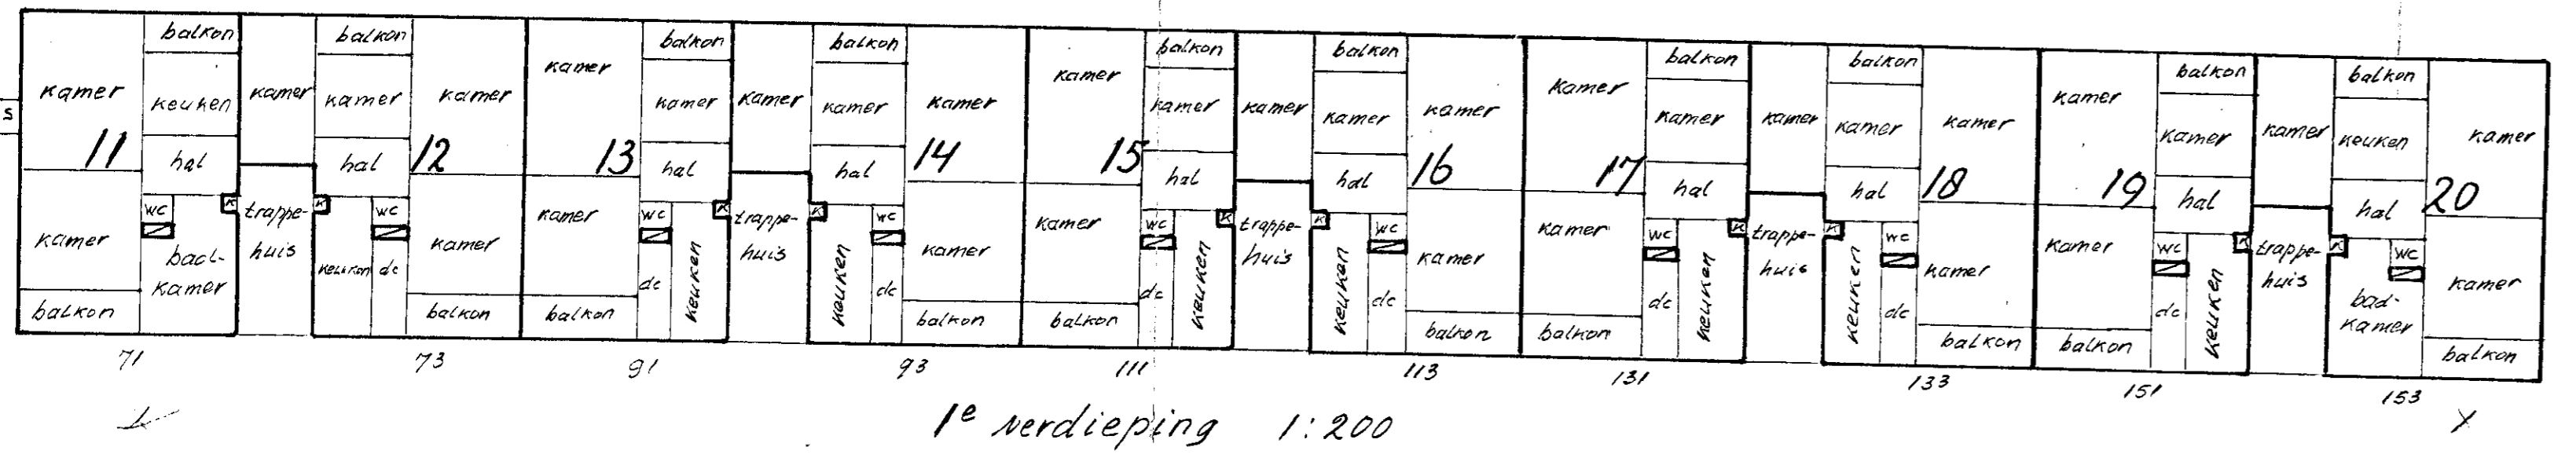 balkon balkon balkon balkon balkon balkon balkon balkon balkon balkon
kamer keuken kamer kamer kamer kamer kamer kamer kamer kamer kamer kamer kamer kamer kamer kamer kamer kamer kamer kamer kamer kamer kamer keuken kamer
S
11 12 13 14 15 16 17 18 19 20
hal hal hal hal hal hal hal hal hal hal
K K K K K K K K K K
wc wc wc wc wc wc wc wc wc wc
kamer kamer kamer kamer kamer kamer kamer kamer kamer kamer
trappe- trappe- trappe- trappe- trappe-
huis huis huis huis huis
bad- keuken dc dc keuken keuken dc dc keuken keuken dc dc keuken keuken dc dc keuken bad-
kamer kamer
balkon balkon balkon balkon balkon balkon balkon balkon balkon balkon
71 73 91 93 111 113 131 133 151 153
1e verdieping 1:200